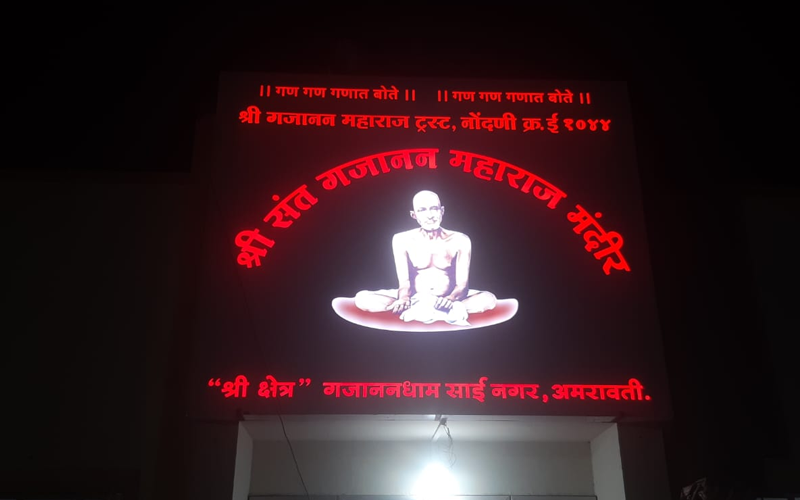 ।। गण गण गणात बोते ।। ।। गण गण गणात बोते ।।
श्री गजानन महाराज ट्रस्ट, नोंदणी क्र.ई १०४४
श्री संत गजानन महाराज मंदीर
“श्री क्षेत्र” गजाननधाम साई नगर, अमरावती.